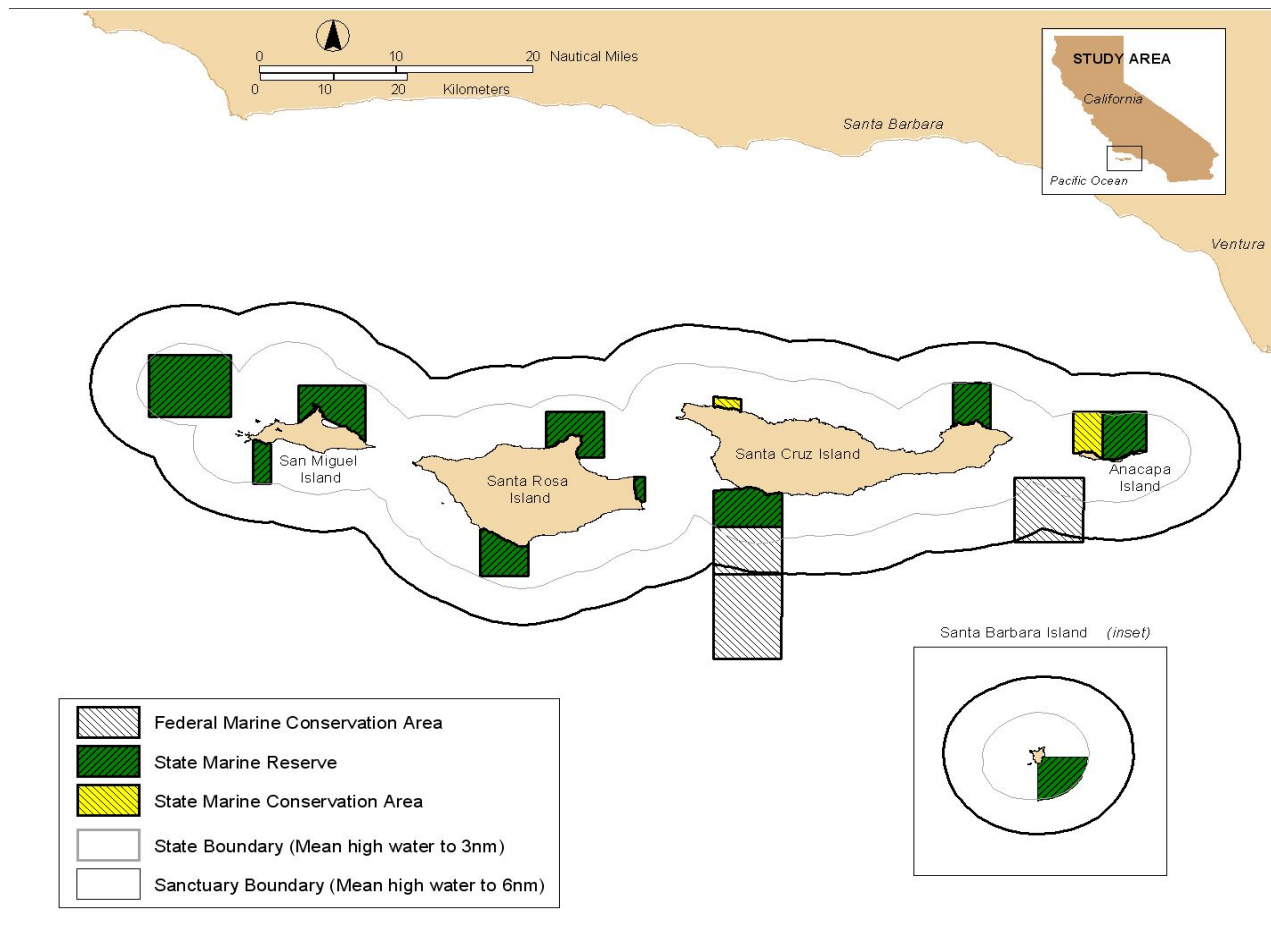 0 10 20 Nautical Miles
0 10 20 Kilometers
STUDY AREA
California
Pacific Ocean
Santa Barbara
Ventura
San Miguel
Island
Santa Rosa
Island
Santa Cruz Island
Anacapa
Island
Santa Barbara Island (inset)
Federal Marine Conservation Area
State Marine Reserve
State Marine Conservation Area
State Boundary (Mean high water to 3nm)
Sanctuary Boundary (Mean high water to 6nm)